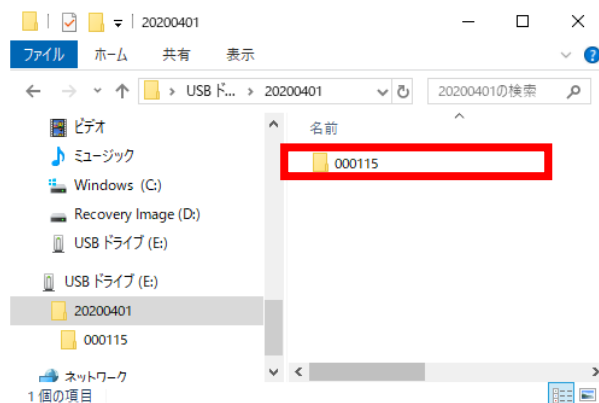 20200401
ファイル ホーム 共有 表示
USB ド... 20200401 20200401の検索
ビデオ
ミュージック
Windows (C:)
Recovery Image (D:)
USB ドライブ (E:)
USB ドライブ (E:)
20200401
000115
ネットワーク
名前
000115
1 個の項目